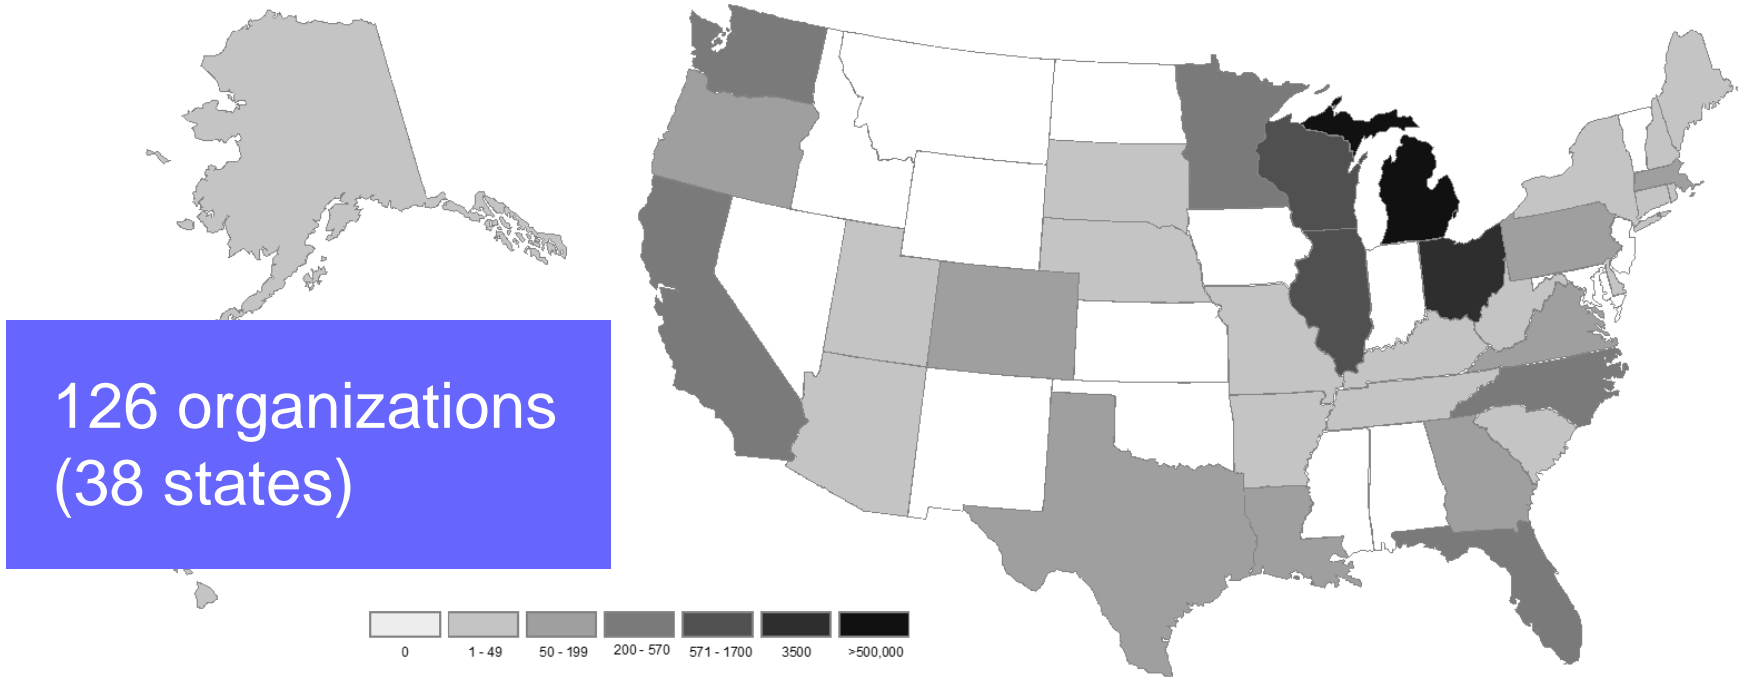 126 organizations
(38 states)
0
1 - 49
50 - 199
200 - 570
571 - 1700
3500
>500,000